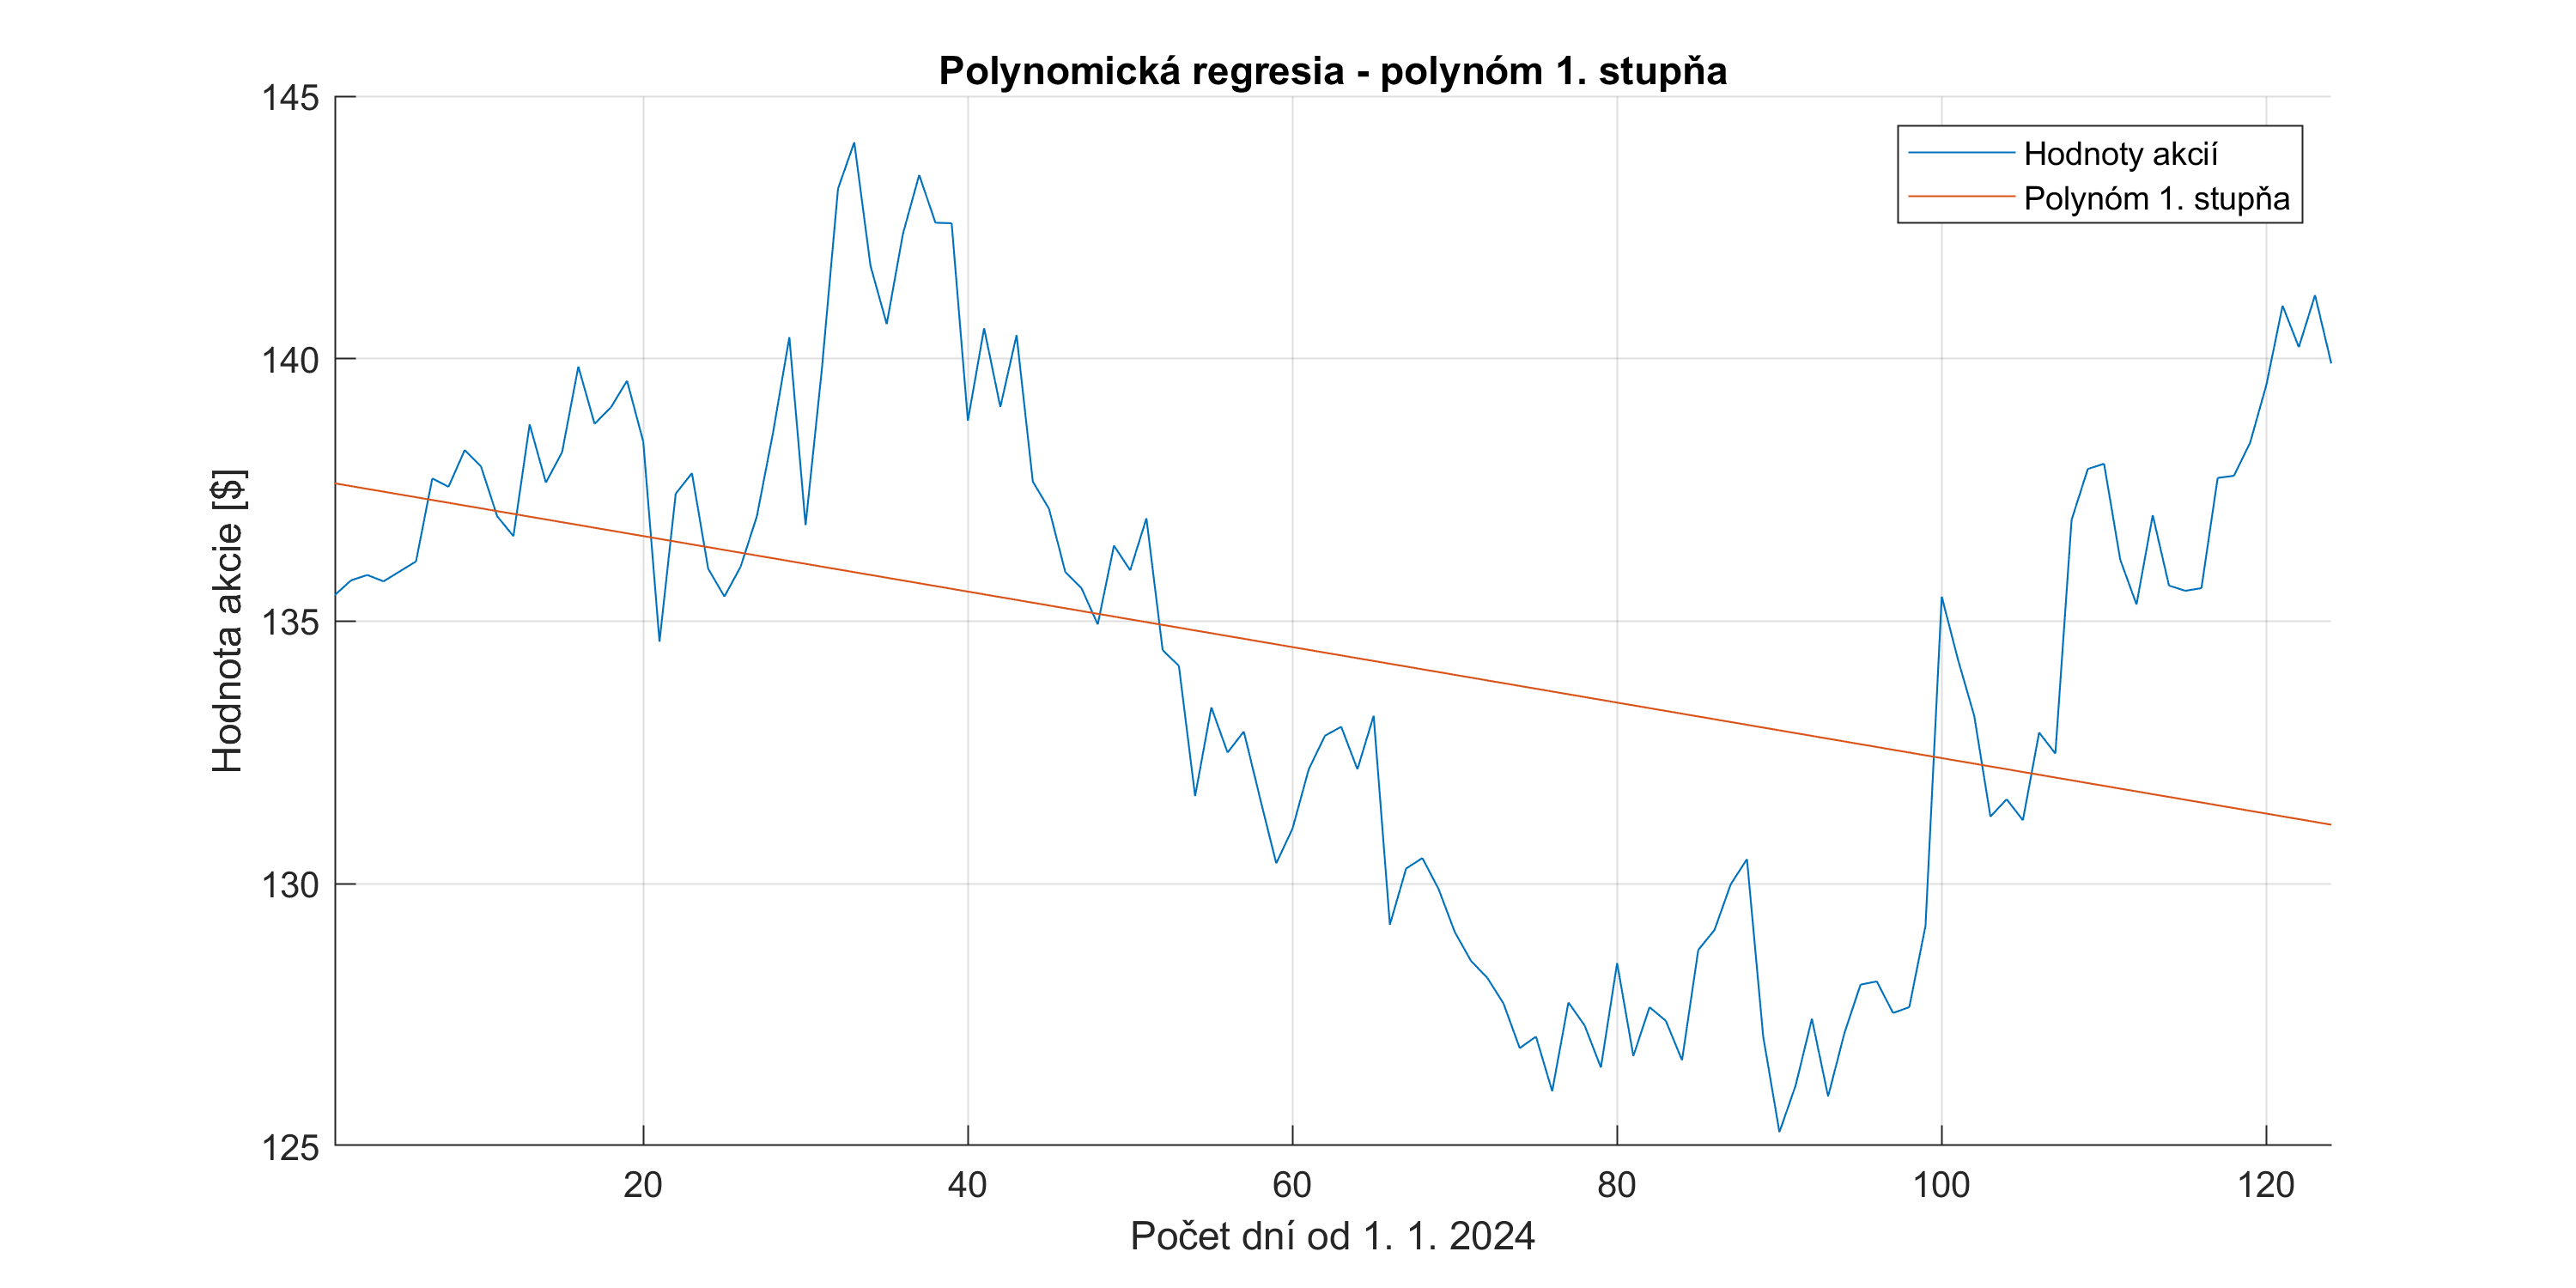 Polynomická regresia - polynóm 1. stupňa
Hodnoty akcií
Polynóm 1. stupňa
Hodnota akcie [$]
145
140
135
130
125
20 40 60 80 100 120
Počet dní od 1. 1. 2024